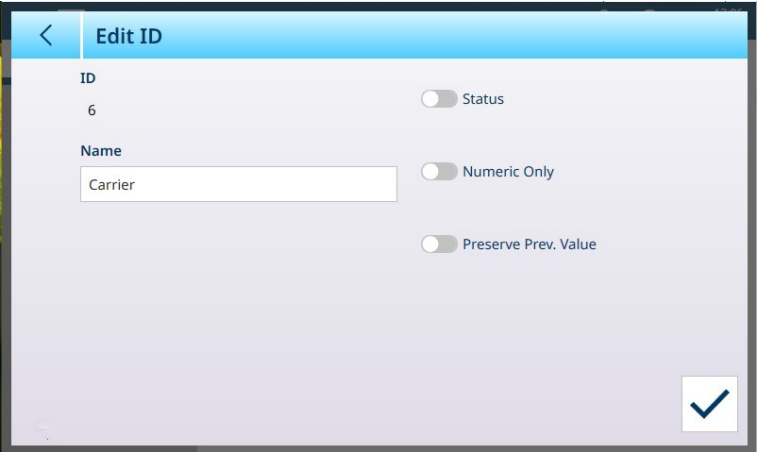 Edit ID
ID
6
Name
Carrier
Status
Numeric Only
Preserve Prev. Value